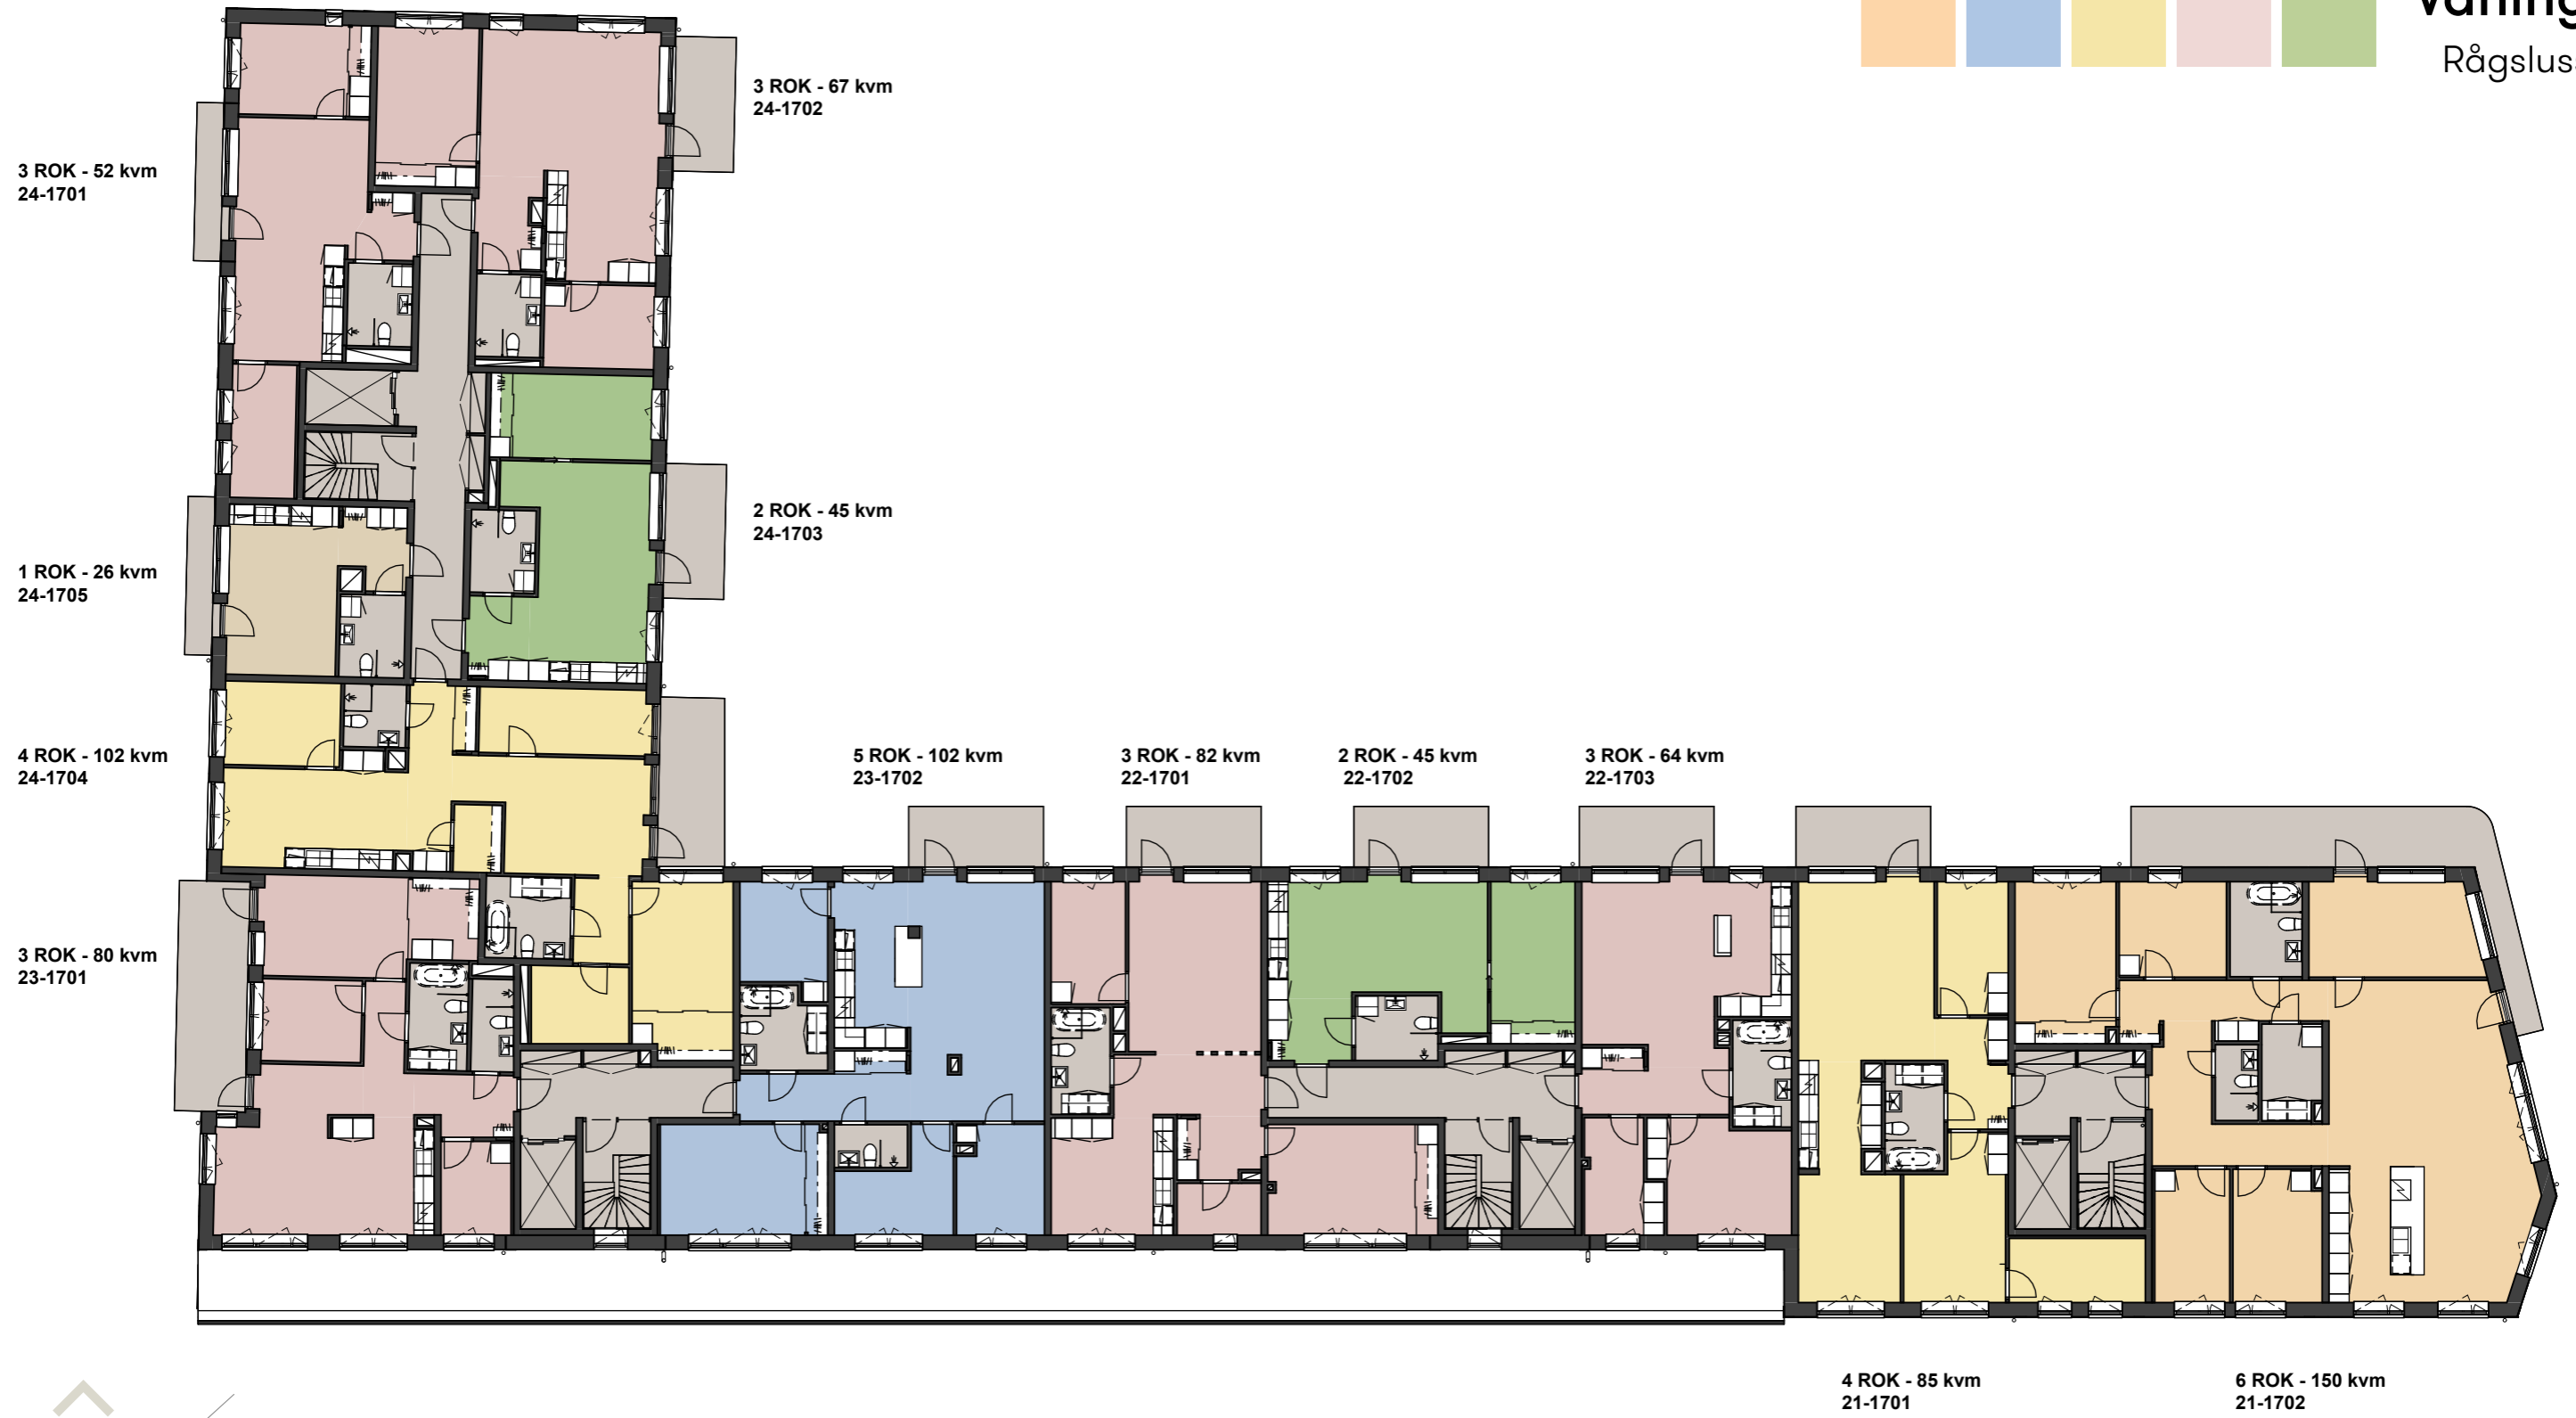 3 ROK - 67 kvm
24-1702
3 ROK - 52 kvm
24-1701
2 ROK - 45 kvm
24-1703
1 ROK - 26 kvm
24-1705
4 ROK - 102 kvm
24-1704
5 ROK - 102 kvm
23-1702
3 ROK - 82 kvm
22-1701
2 ROK - 45 kvm
22-1702
3 ROK - 64 kvm
22-1703
3 ROK - 80 kvm
23-1701
4 ROK - 85 kvm
21-1701
6 ROK - 150 kvm
21-1702